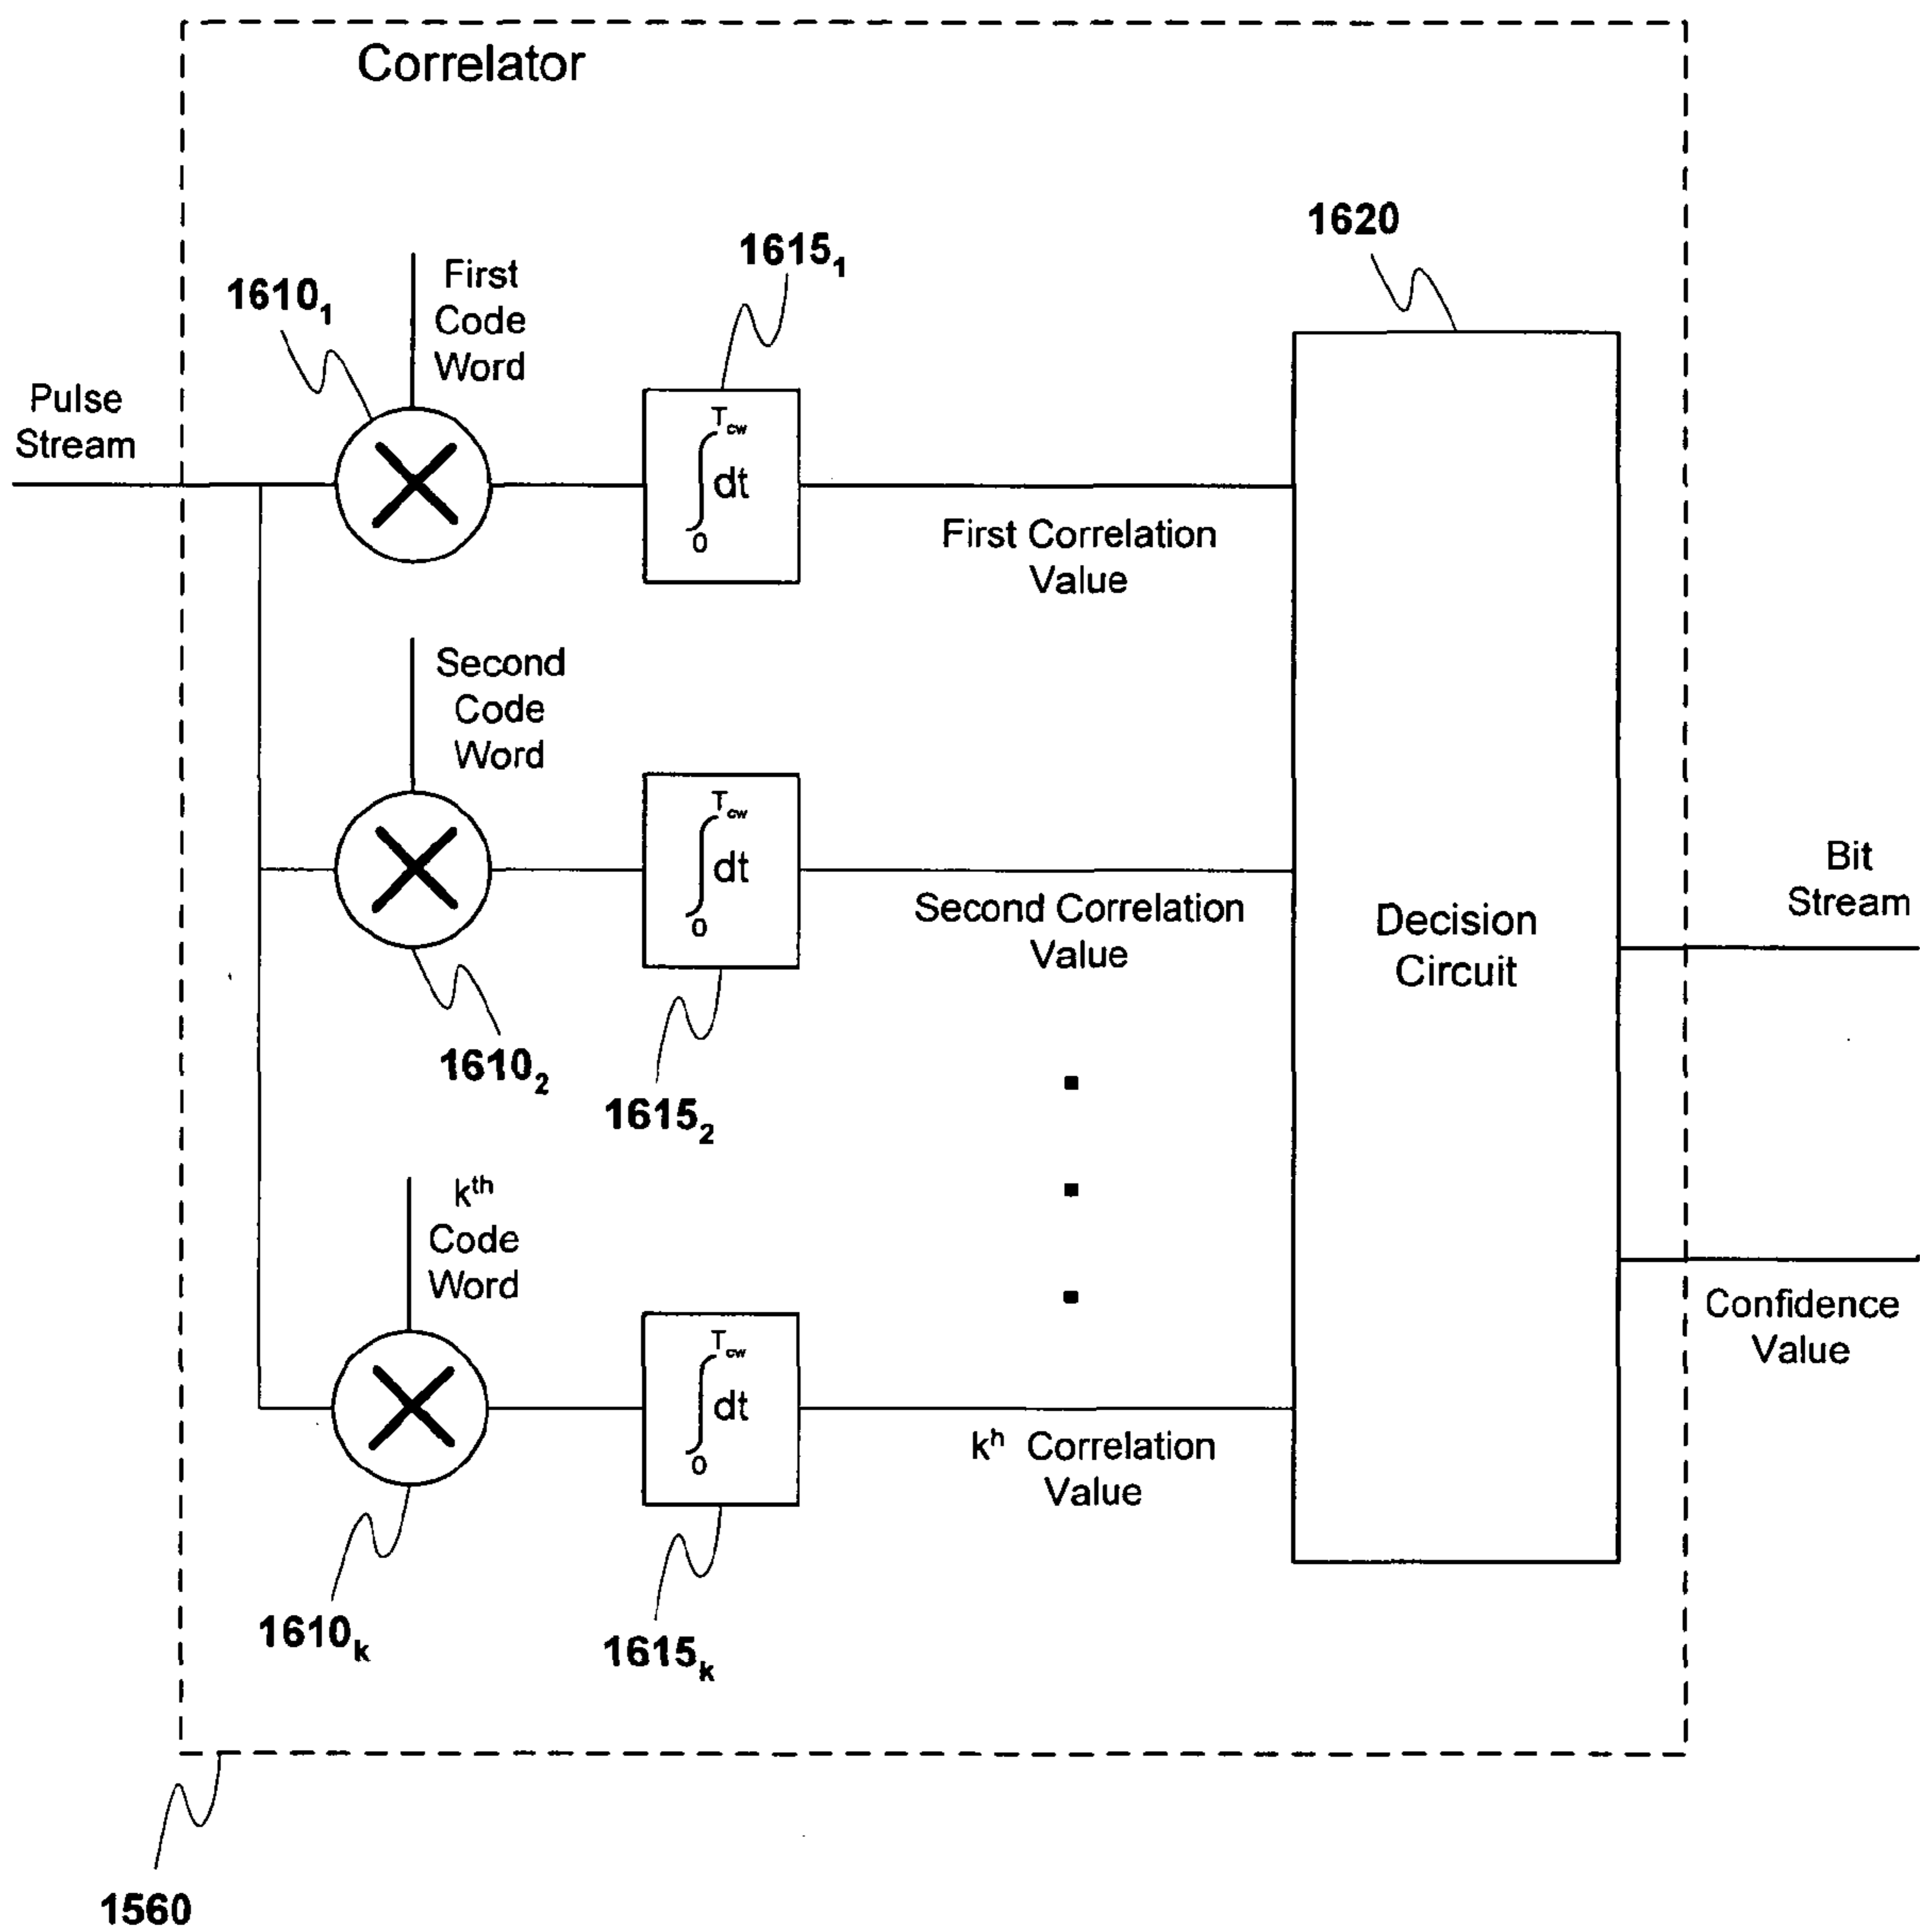 Correlator
1620
1615₁
1610₁
First
Code
Word
Pulse
Stream
T_cw
∫ dt
0
First Correlation
Value
Second
Code
Word
T_cw
∫ dt
0
Second Correlation
Value
Decision
Circuit
Bit
Stream
1610₂
1615₂
kᵗʰ
Code
Word
Confidence
Value
T_cw
∫ dt
0
kʰ Correlation
Value
1610ₖ
1615ₖ
1560